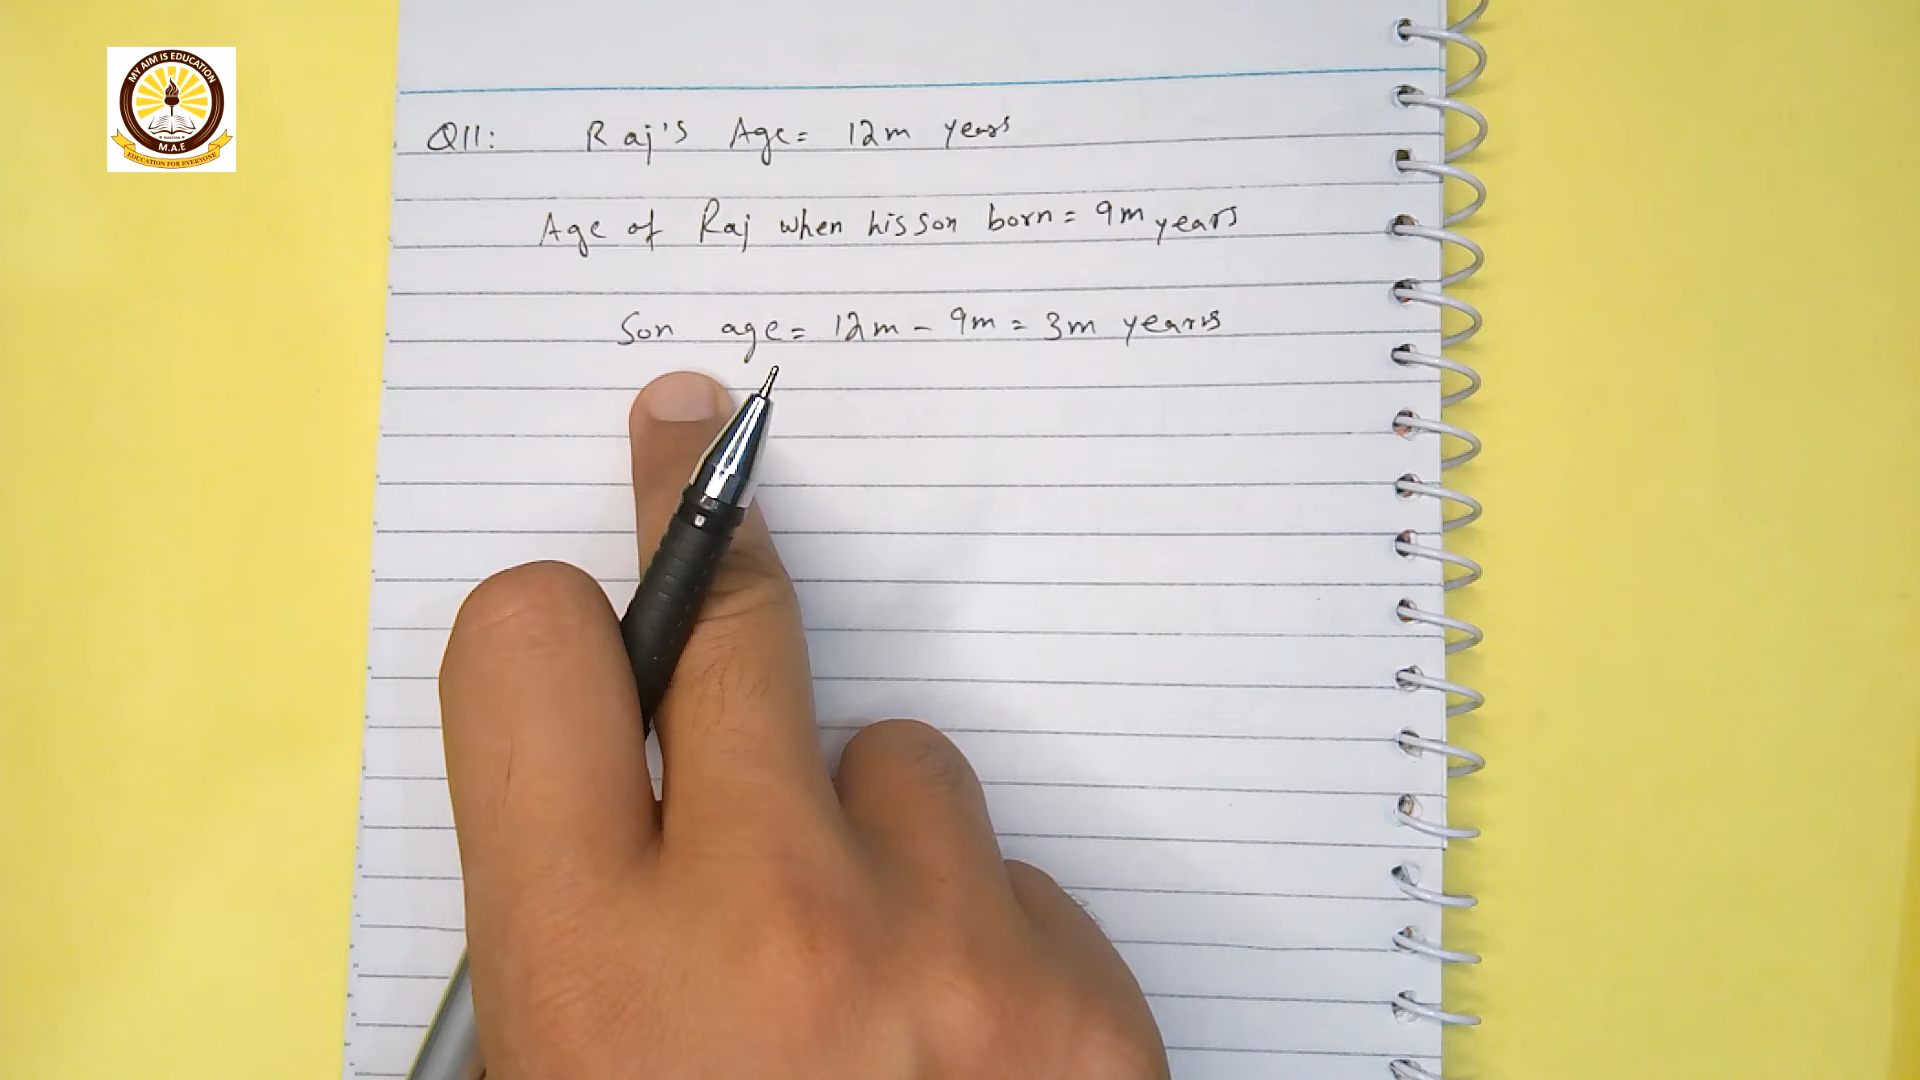 MY AIM IS EDUCATION
M.A.E
EDUCATION FOR EVERYONE
Q11: Raj's Age = 12m years
Age of Raj when his son born = 9m years
Son age = 12m - 9m = 3m years